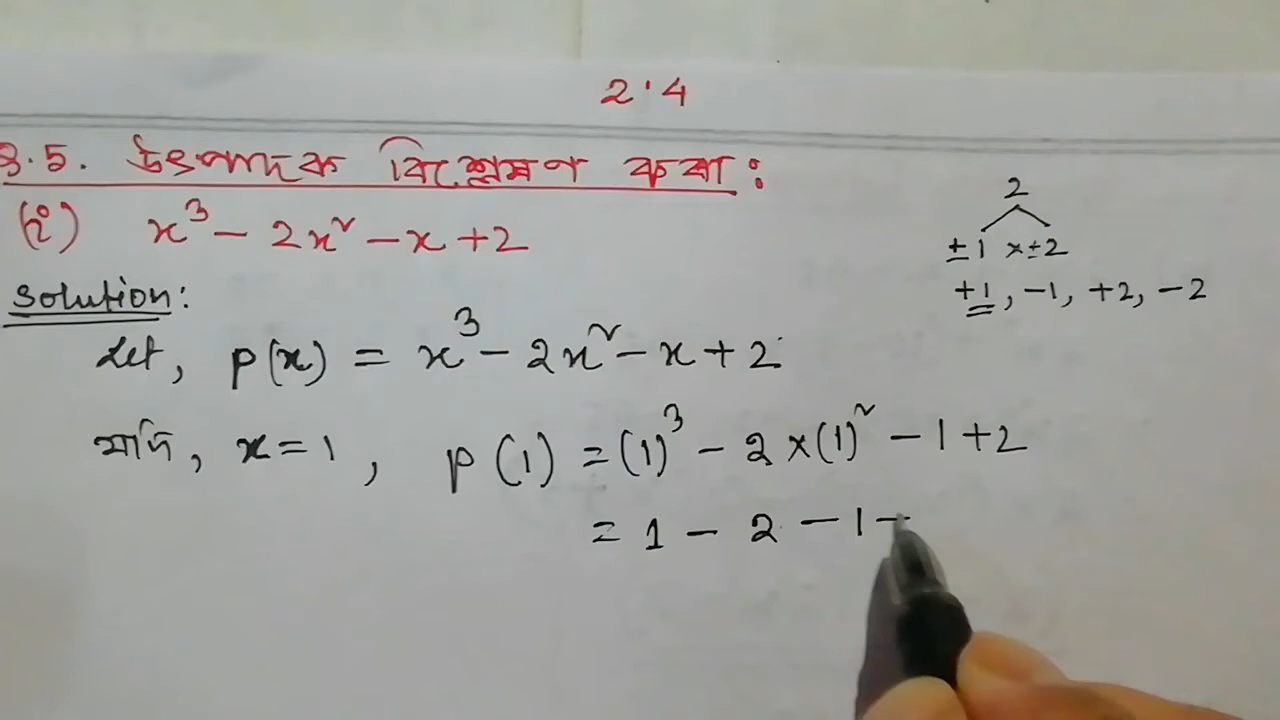 2.4
3.5. উৎপাদক বিশ্লেষণ কৰা:
(i) x³ - 2x² - x + 2
Solution:
Let, p(x) = x³ - 2x² - x + 2
যদি, x = 1, p(1) = (1)³ - 2 × (1)² - 1 + 2
= 1 - 2 - 1 -
2
±1 × ±2
+1, -1, +2, -2